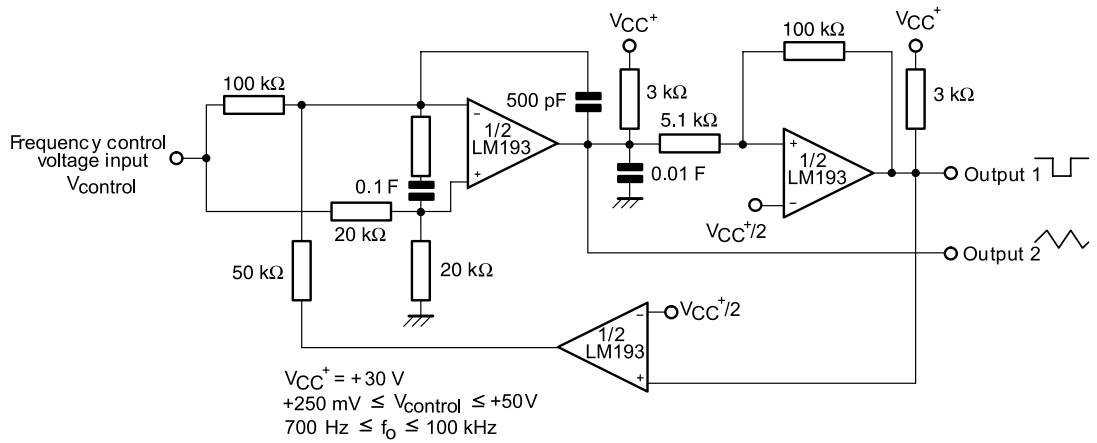 VCC+
100 kΩ
VCC+
100 kΩ
500 pF
3 kΩ
3 kΩ
5.1 kΩ
Frequency control
voltage input
Vcontrol
-
1/2
LM193
+
0.1 F
20 kΩ
0.01 F
+
1/2
LM193
-
VCC+/2
Output 1
Output 2
50 kΩ
20 kΩ
1/2
LM193
-
+
VCC+/2
VCC+ = +30 V
+250 mV ≤ Vcontrol ≤ +50V
700 Hz ≤ fo ≤ 100 kHz